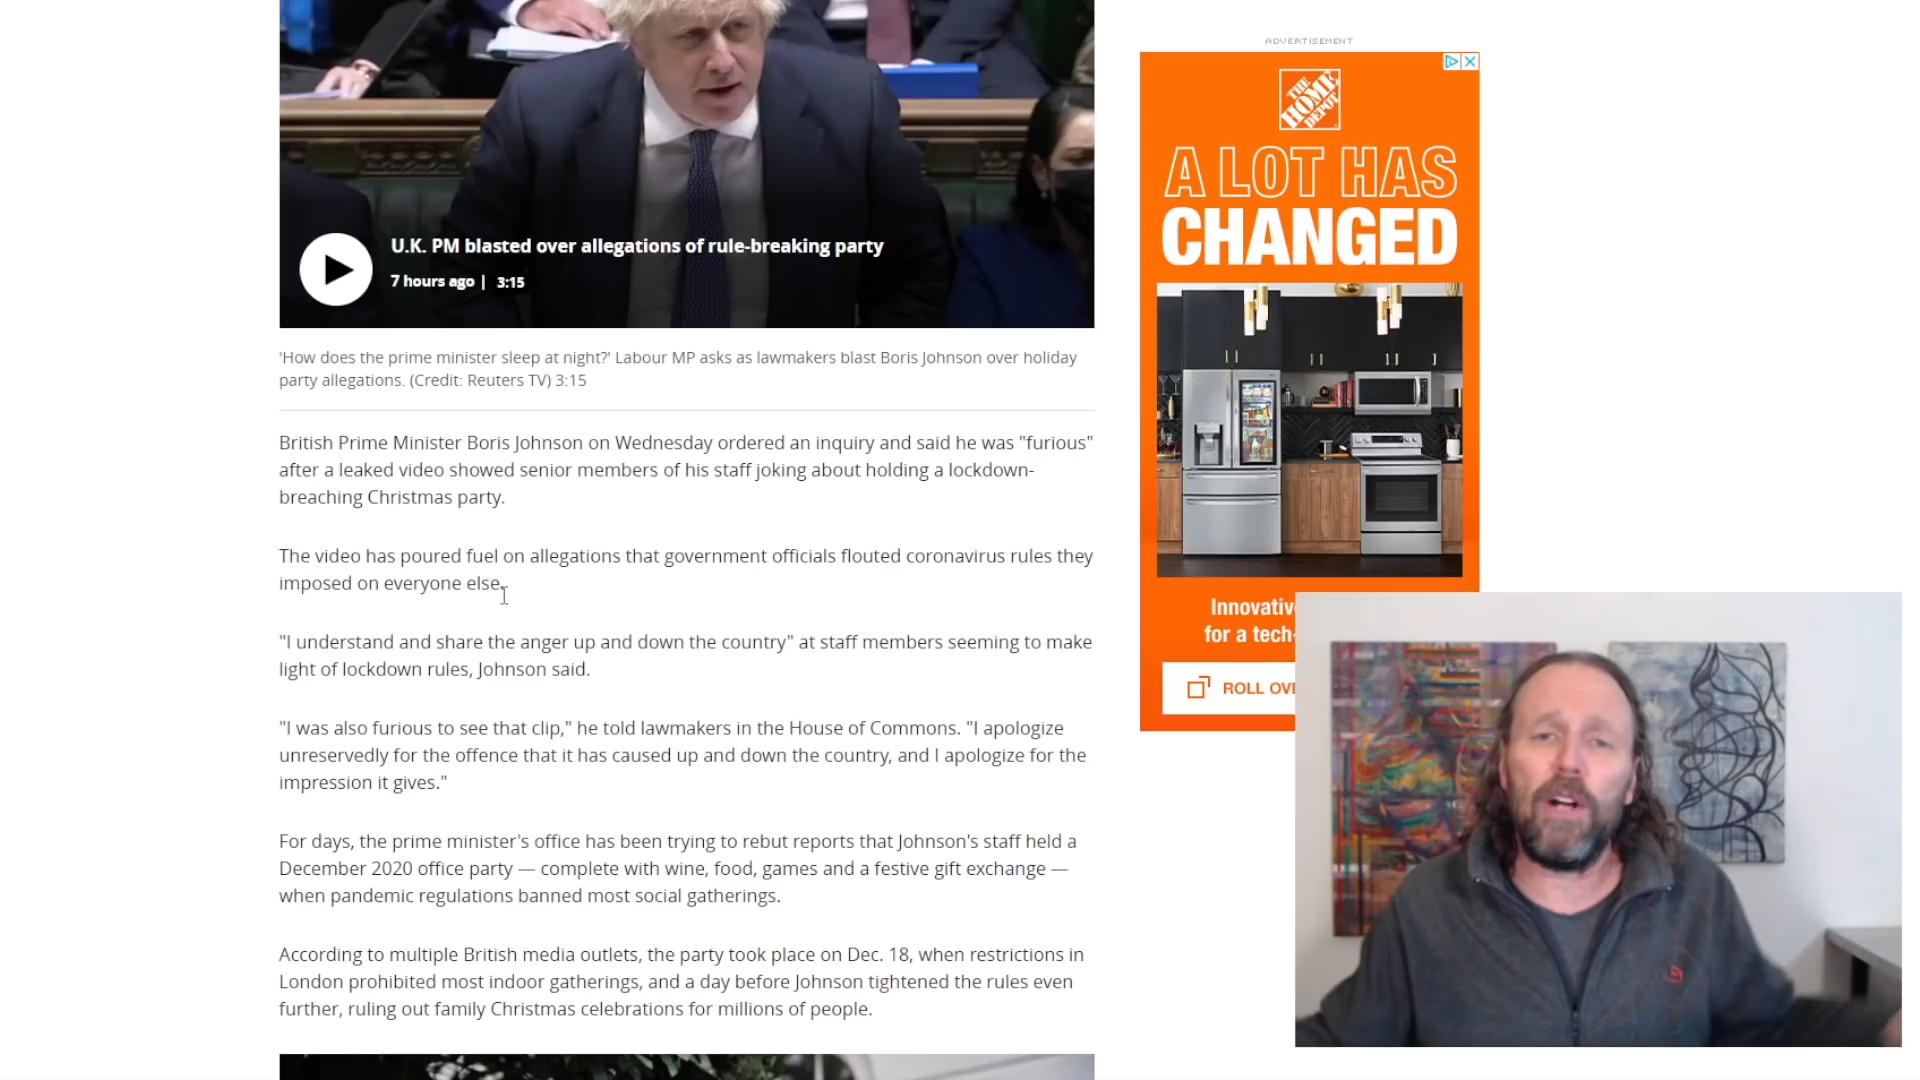 U.K. PM blasted over allegations of rule-breaking party
7 hours ago | 3:15
'How does the prime minister sleep at night?' Labour MP asks as lawmakers blast Boris Johnson over holiday
party allegations. (Credit: Reuters TV) 3:15
British Prime Minister Boris Johnson on Wednesday ordered an inquiry and said he was "furious"
after a leaked video showed senior members of his staff joking about holding a lockdown-
breaching Christmas party.
The video has poured fuel on allegations that government officials flouted coronavirus rules they
imposed on everyone else.
"I understand and share the anger up and down the country" at staff members seeming to make
light of lockdown rules, Johnson said.
"I was also furious to see that clip," he told lawmakers in the House of Commons. "I apologize
unreservedly for the offence that it has caused up and down the country, and I apologize for the
impression it gives."
For days, the prime minister's office has been trying to rebut reports that Johnson's staff held a
December 2020 office party — complete with wine, food, games and a festive gift exchange —
when pandemic regulations banned most social gatherings.
According to multiple British media outlets, the party took place on Dec. 18, when restrictions in
London prohibited most indoor gatherings, and a day before Johnson tightened the rules even
further, ruling out family Christmas celebrations for millions of people.
ADVERTISEMENT
THE
HOME
DEPOT
A LOT HAS
CHANGED
Innovativ
for a tech-
ROLL OVE